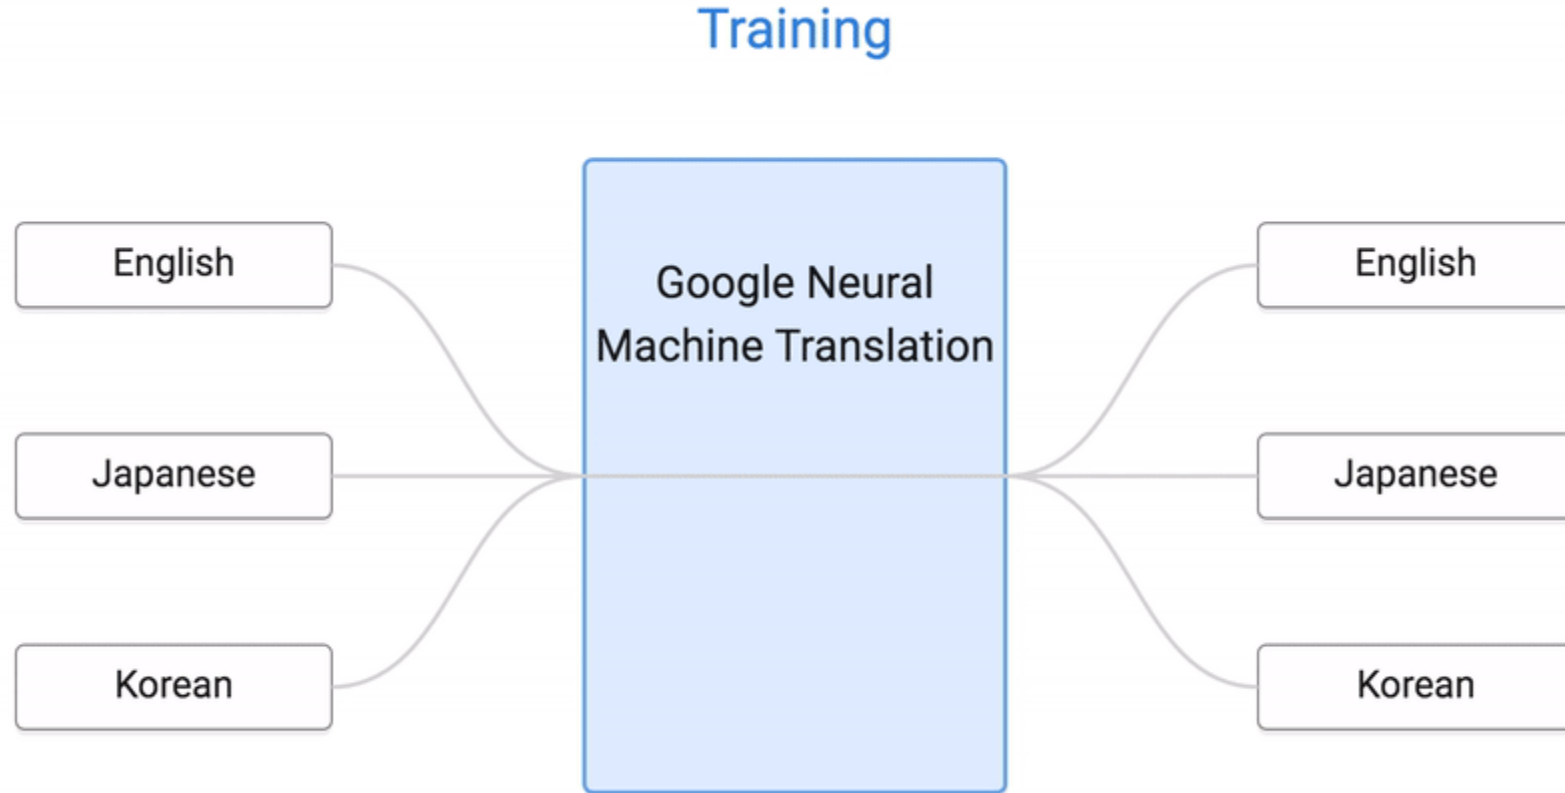 Training
Google Neural
Machine Translation
English
Japanese
Korean
English
Japanese
Korean